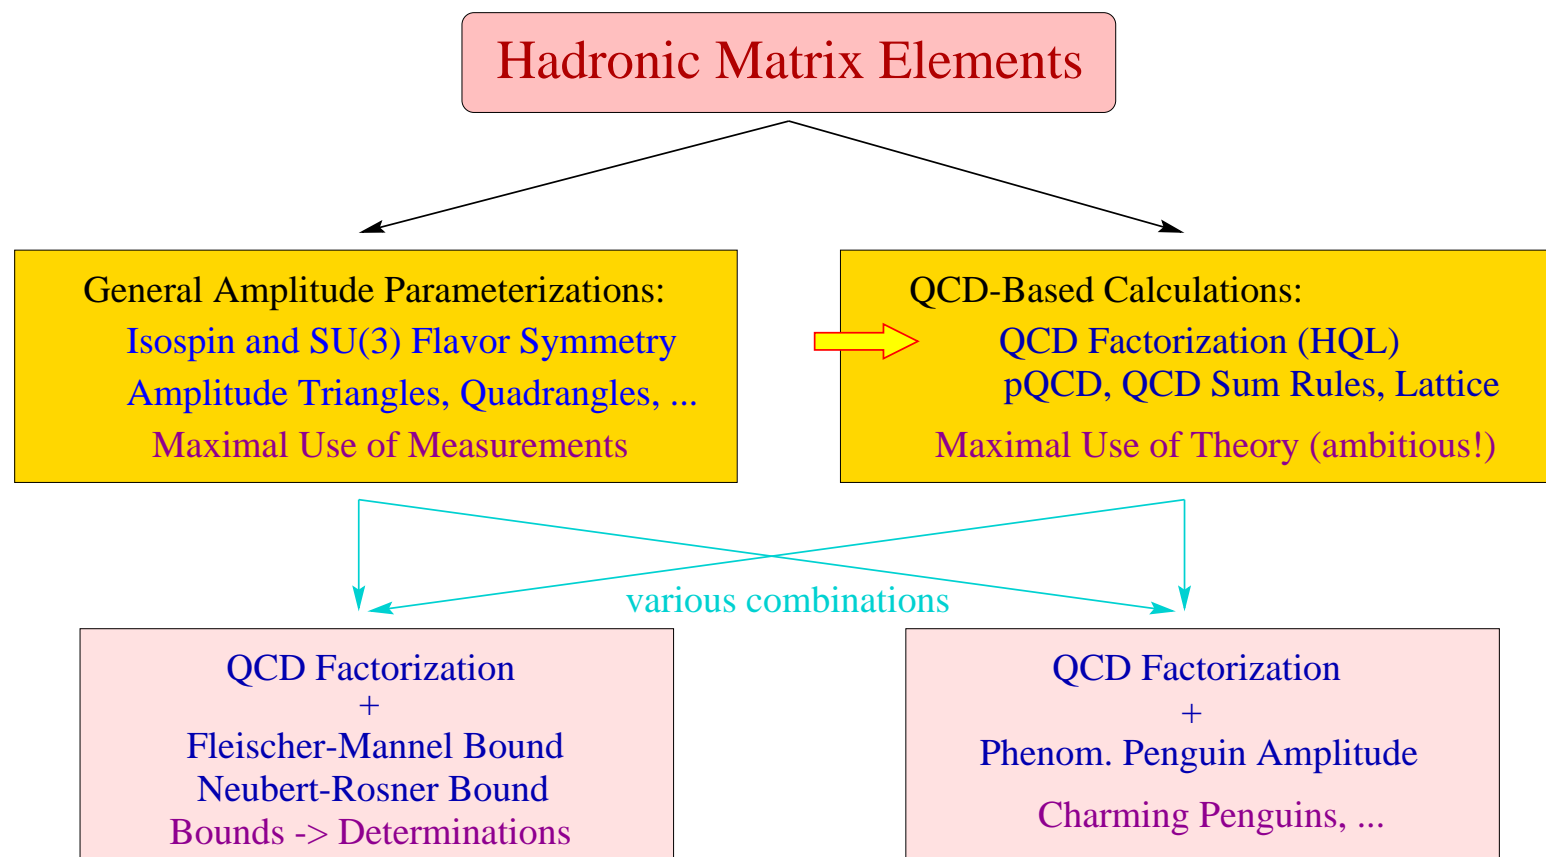 Hadronic Matrix Elements
General Amplitude Parameterizations:
Isospin and SU(3) Flavor Symmetry
Amplitude Triangles, Quadrangles, ...
Maximal Use of Measurements
QCD-Based Calculations:
QCD Factorization (HQL)
pQCD, QCD Sum Rules, Lattice
Maximal Use of Theory (ambitious!)
various combinations
QCD Factorization
+
Fleischer-Mannel Bound
Neubert-Rosner Bound
Bounds -> Determinations
QCD Factorization
+
Phenom. Penguin Amplitude
Charming Penguins, ...